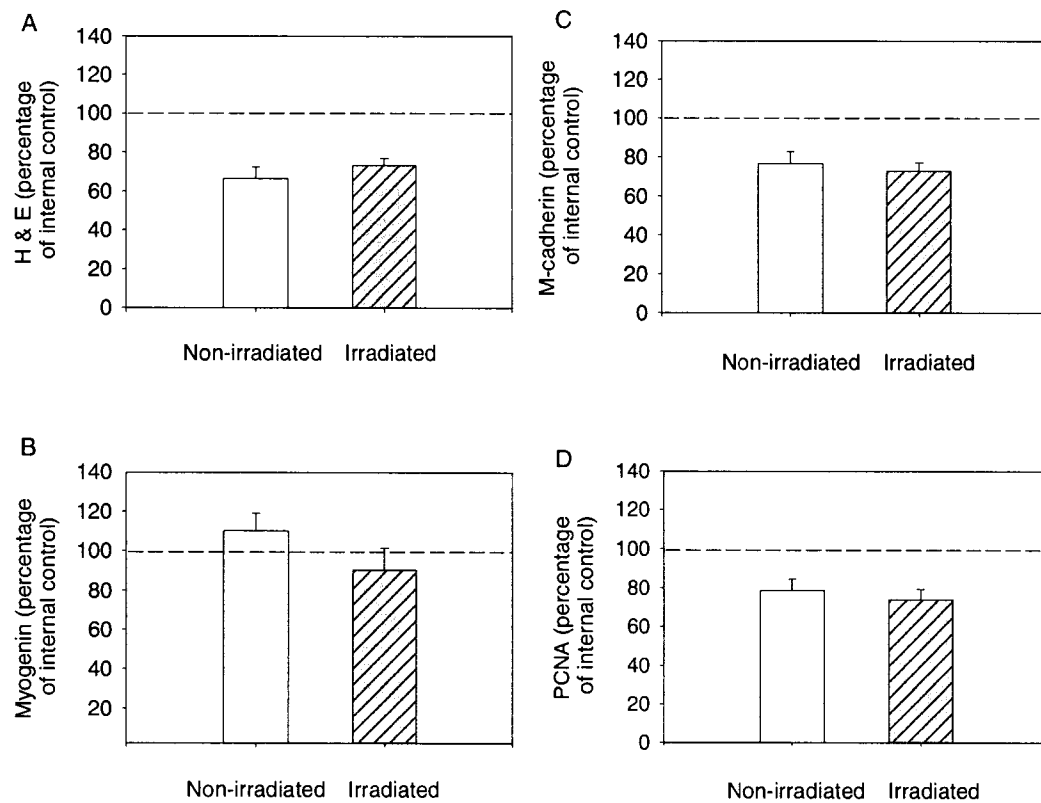 A
H & E (percentage
of internal control)
140
120
100
80
60
40
20
0
Non-irradiated Irradiated
C
M-cadherin (percentage
of internal control)
140
120
100
80
60
40
20
0
Non-irradiated Irradiated
B
Myogenin (percentage
of internal control)
140
120
100
80
60
40
20
Non-irradiated Irradiated
D
PCNA (percentage
of internal control)
140
120
100
80
60
40
20
0
Non-irradiated Irradiated